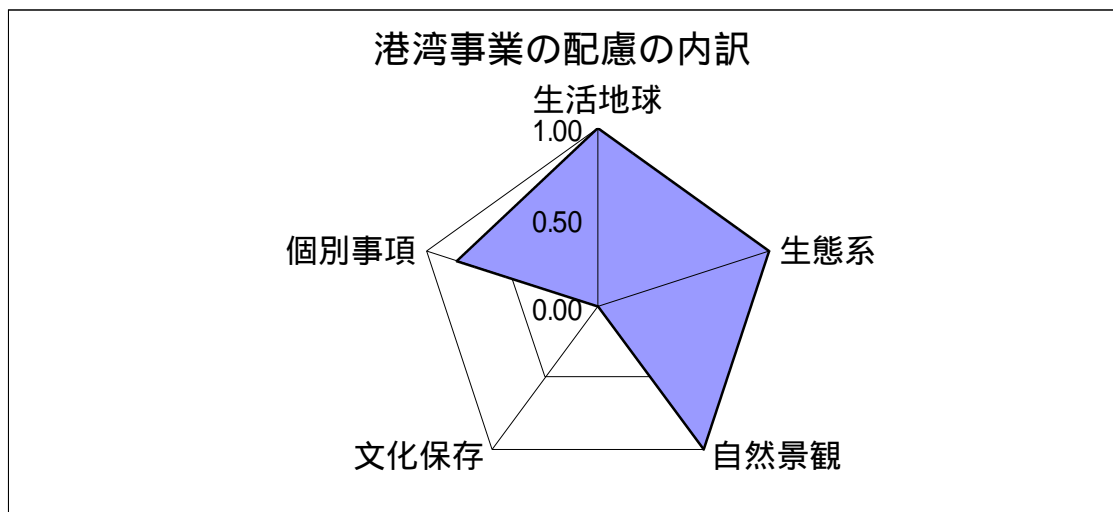 港湾事業の配慮の内訳
生活地球
1.00
0.50
0.00
個別事項
生態系
文化保存
自然景観